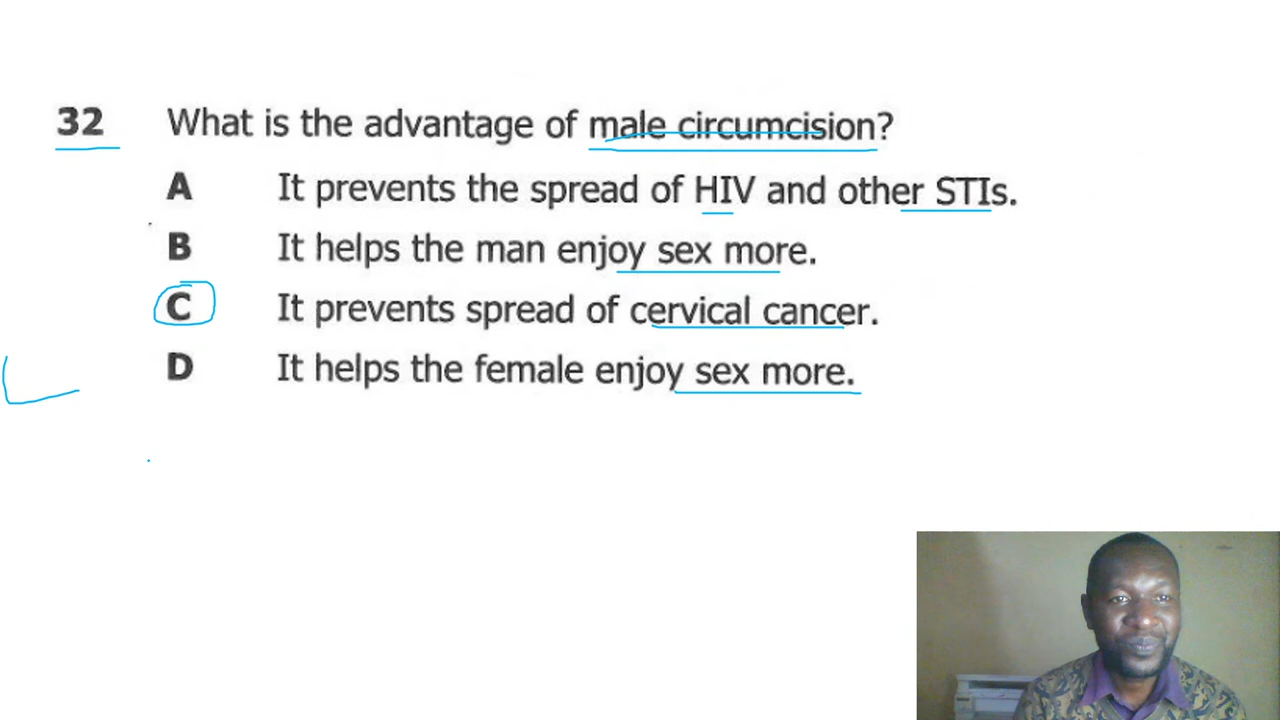 32 What is the advantage of male circumcision?
A It prevents the spread of HIV and other STIs.
B It helps the man enjoy sex more.
C It prevents spread of cervical cancer.
D It helps the female enjoy sex more.